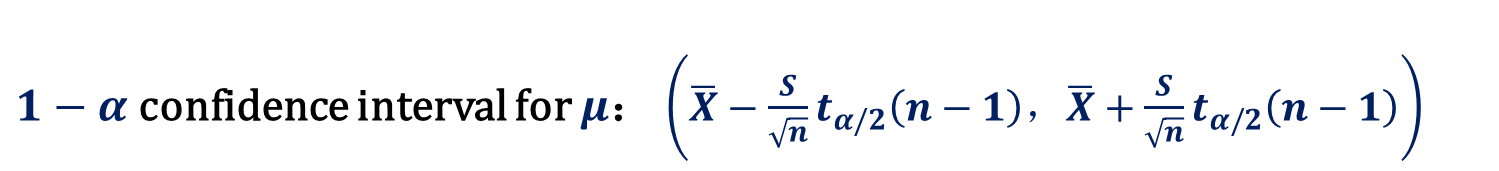 1 − α confidence interval for μ： (X̅ − S/√n t_{α/2}(n − 1), X̅ + S/√n t_{α/2}(n − 1))